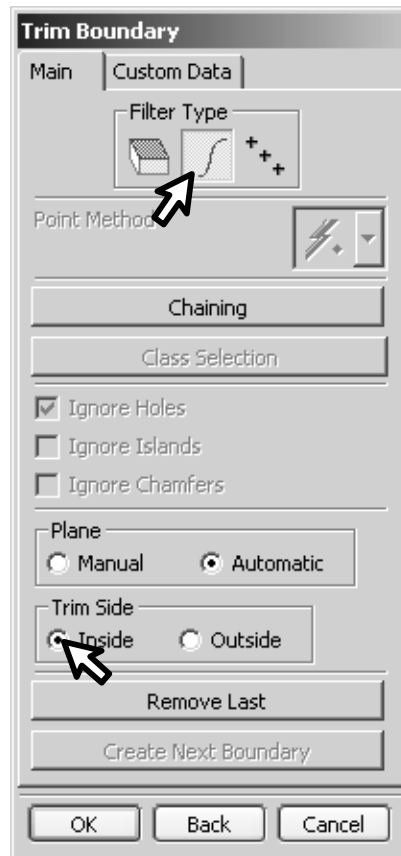 Trim Boundary
Main Custom Data
Filter Type
Point Method
Chaining
Class Selection
Ignore Holes
Ignore Islands
Ignore Chamfers
Plane
Manual Automatic
Trim Side
Inside Outside
Remove Last
Create Next Boundary
OK Back Cancel